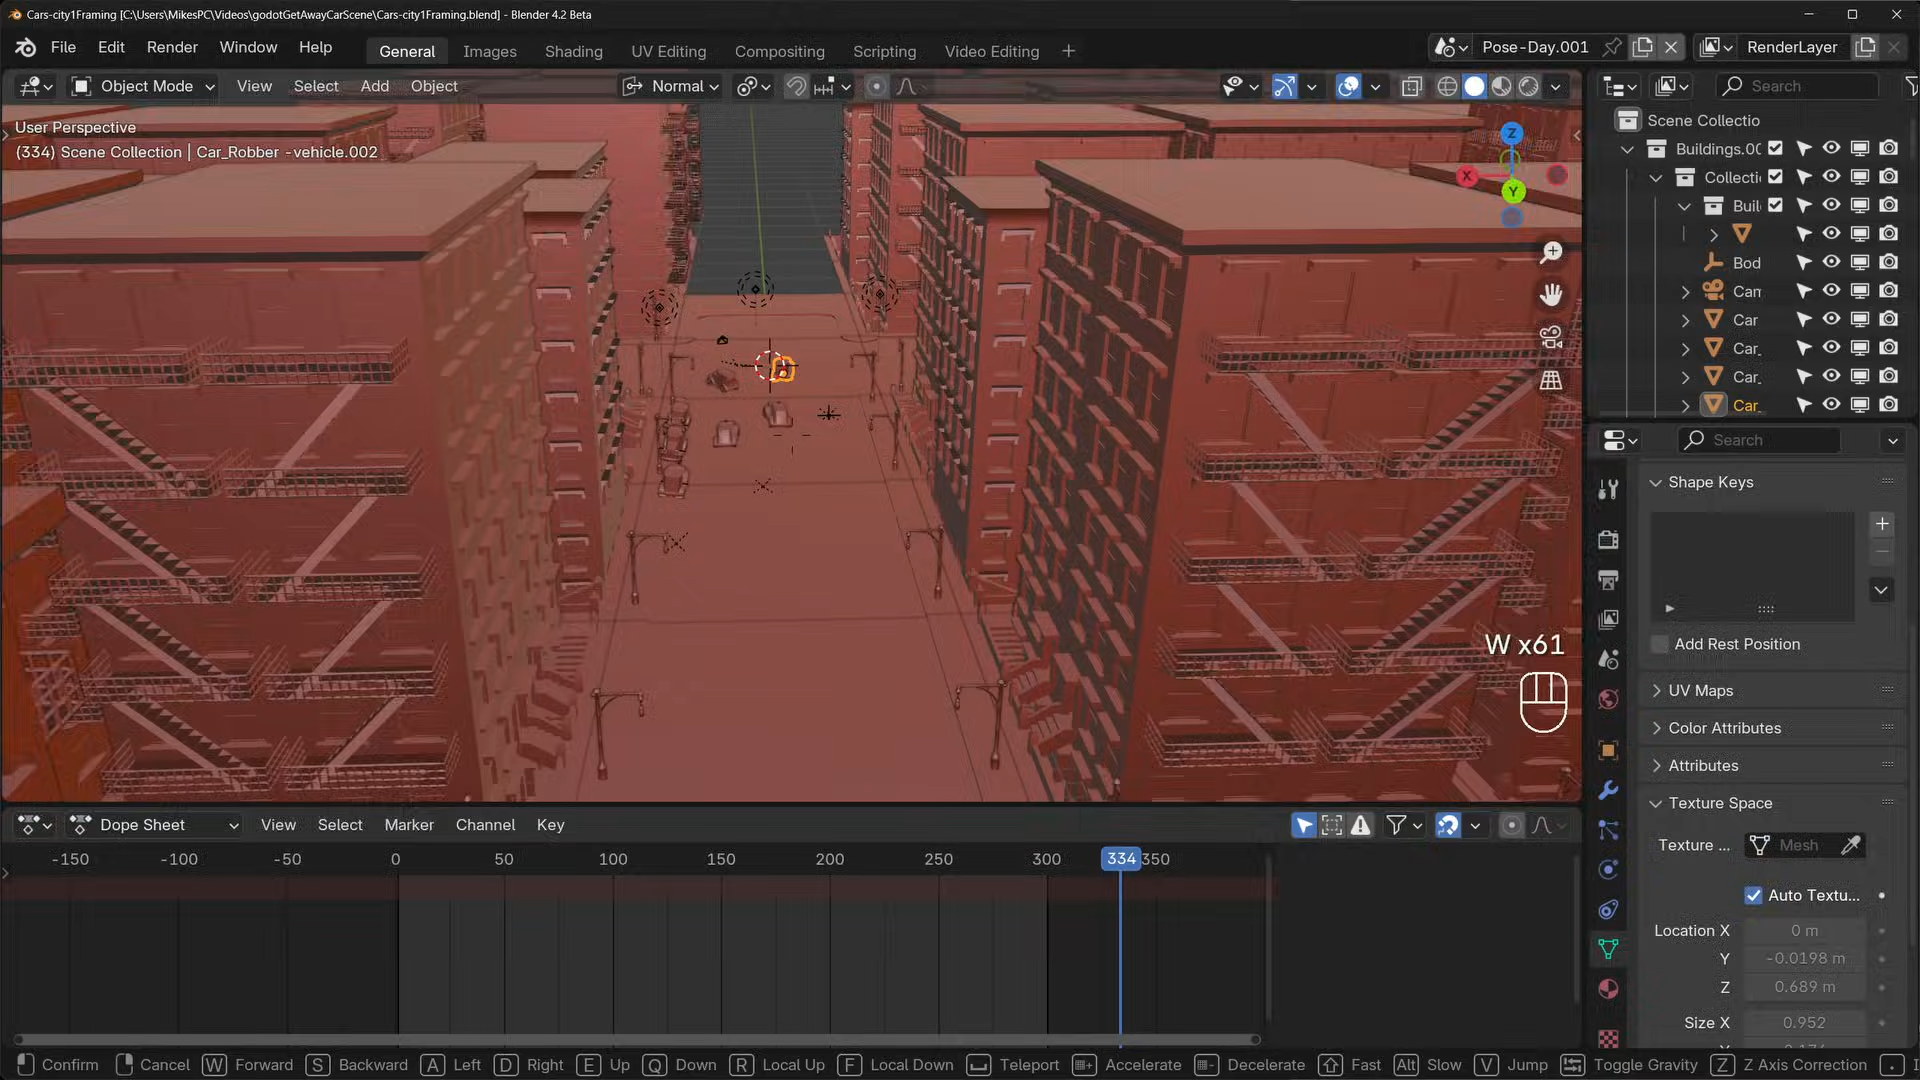 Cars-city1Framing [C:\Users\MikesPC\Videos\godotGetAwayCarScene\Cars-city1Framing.blend] - Blender 4.2 Beta
File Edit Render Window Help
General Images Shading UV Editing Compositing Scripting Video Editing
Pose-Day.001
RenderLayer
Object Mode View Select Add Object
Normal
Search
User Perspective
(334) Scene Collection | Car_Robber -vehicle.002
Z
X
Y
Scene Collectio
Buildings.00
Collecti
Buil
Bod
Can
Car
Car_
Car_
Car_
Search
Shape Keys
Add Rest Position
UV Maps
Color Attributes
Attributes
Texture Space
Texture ... Mesh
Auto Textu...
Location X 0 m
Y -0.0198 m
Z 0.689 m
Size X 0.952
W x61
Dope Sheet View Select Marker Channel Key
-150 -100 -50 0 50 100 150 200 250 300 334 350
Confirm Cancel W Forward S Backward A Left D Right E Up Q Down R Local Up F Local Down Teleport Accelerate Decelerate Fast Alt Slow V Jump Toggle Gravity Z Z Axis Correction .